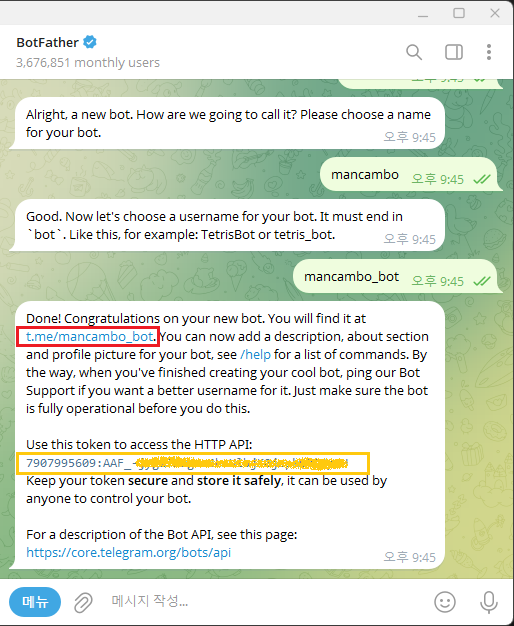 BotFather
3,676,851 monthly users
오후 9:45
Alright, a new bot. How are we going to call it? Please choose a name
for your bot.
오후 9:45
mancambo
오후 9:45
Good. Now let's choose a username for your bot. It must end in
`bot`. Like this, for example: TetrisBot or tetris_bot.
오후 9:45
mancambo_bot
오후 9:45
Done! Congratulations on your new bot. You will find it at
t.me/mancambo_bot. You can now add a description, about section
and profile picture for your bot, see /help for a list of commands. By
the way, when you've finished creating your cool bot, ping our Bot
Support if you want a better username for it. Just make sure the bot
is fully operational before you do this.
Use this token to access the HTTP API:
7907995609:AAF_
Keep your token secure and store it safely, it can be used by
anyone to control your bot.
For a description of the Bot API, see this page:
https://core.telegram.org/bots/api
오후 9:45
메뉴
메시지 작성...